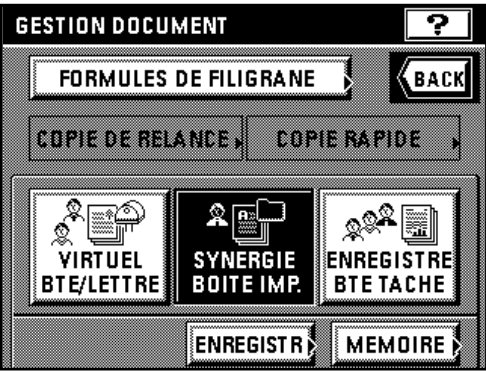 GESTION DOCUMENT ?
FORMULES DE FILIGRANE BACK
COPIE DE RELANCE COPIE RAPIDE
VIRTUEL BTE/LETTRE
SYNERGIE BOITE IMP.
ENREGISTRE BTE TACHE
ENREGISTR MEMOIRE